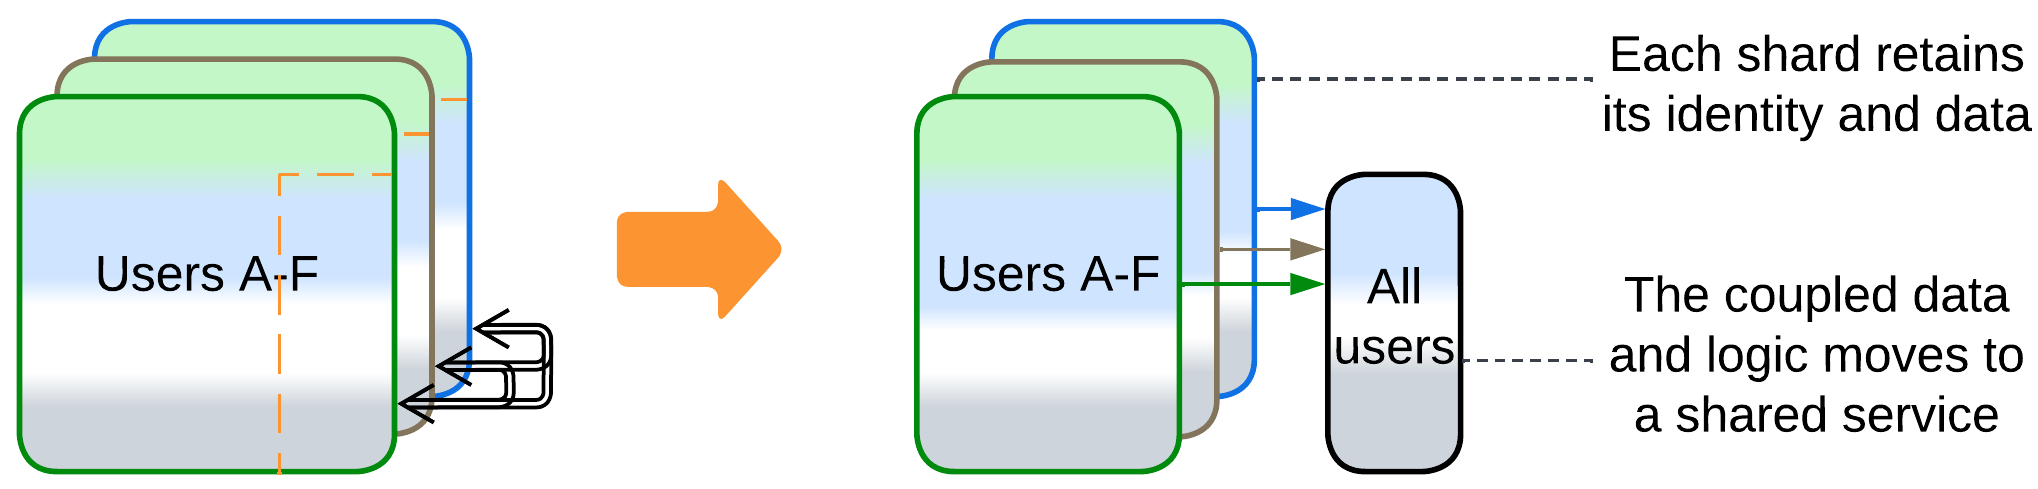 Users A-F
Users A-F
All
users
Each shard retains
its identity and data
The coupled data
and logic moves to
a shared service